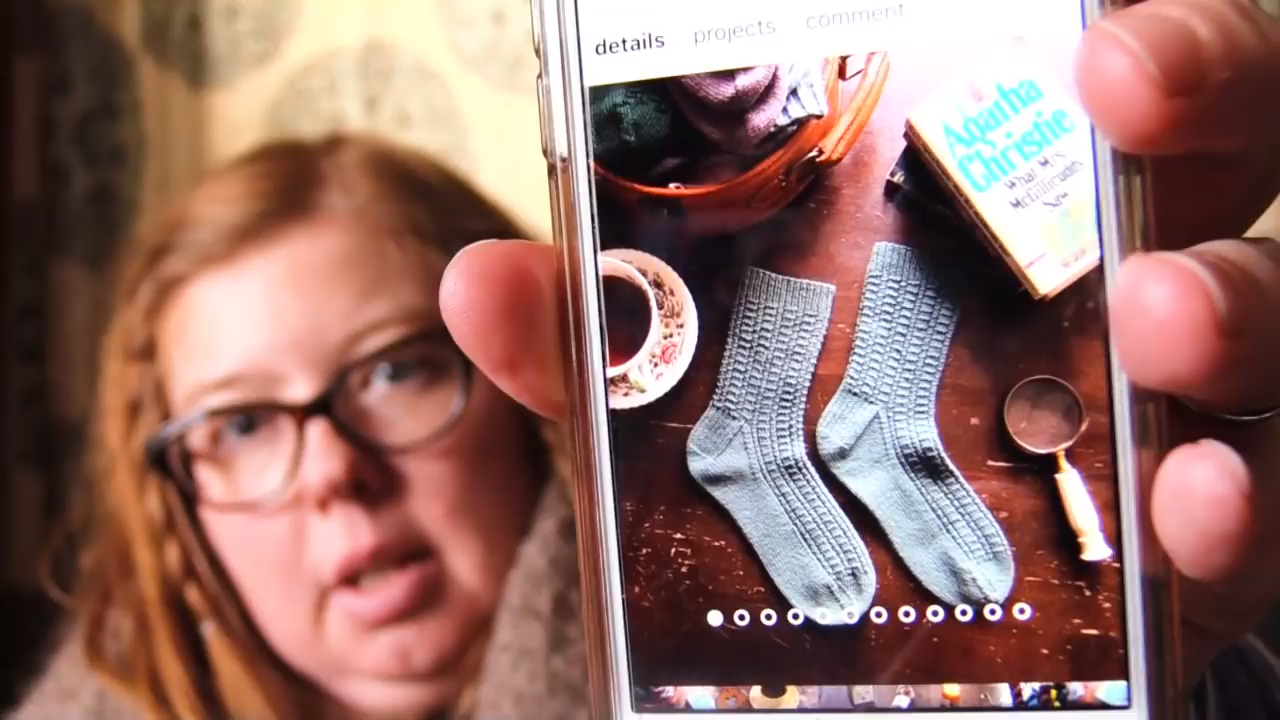 details projects comment
Agatha
Christie
What Mrs.
McGillicuddy
Saw